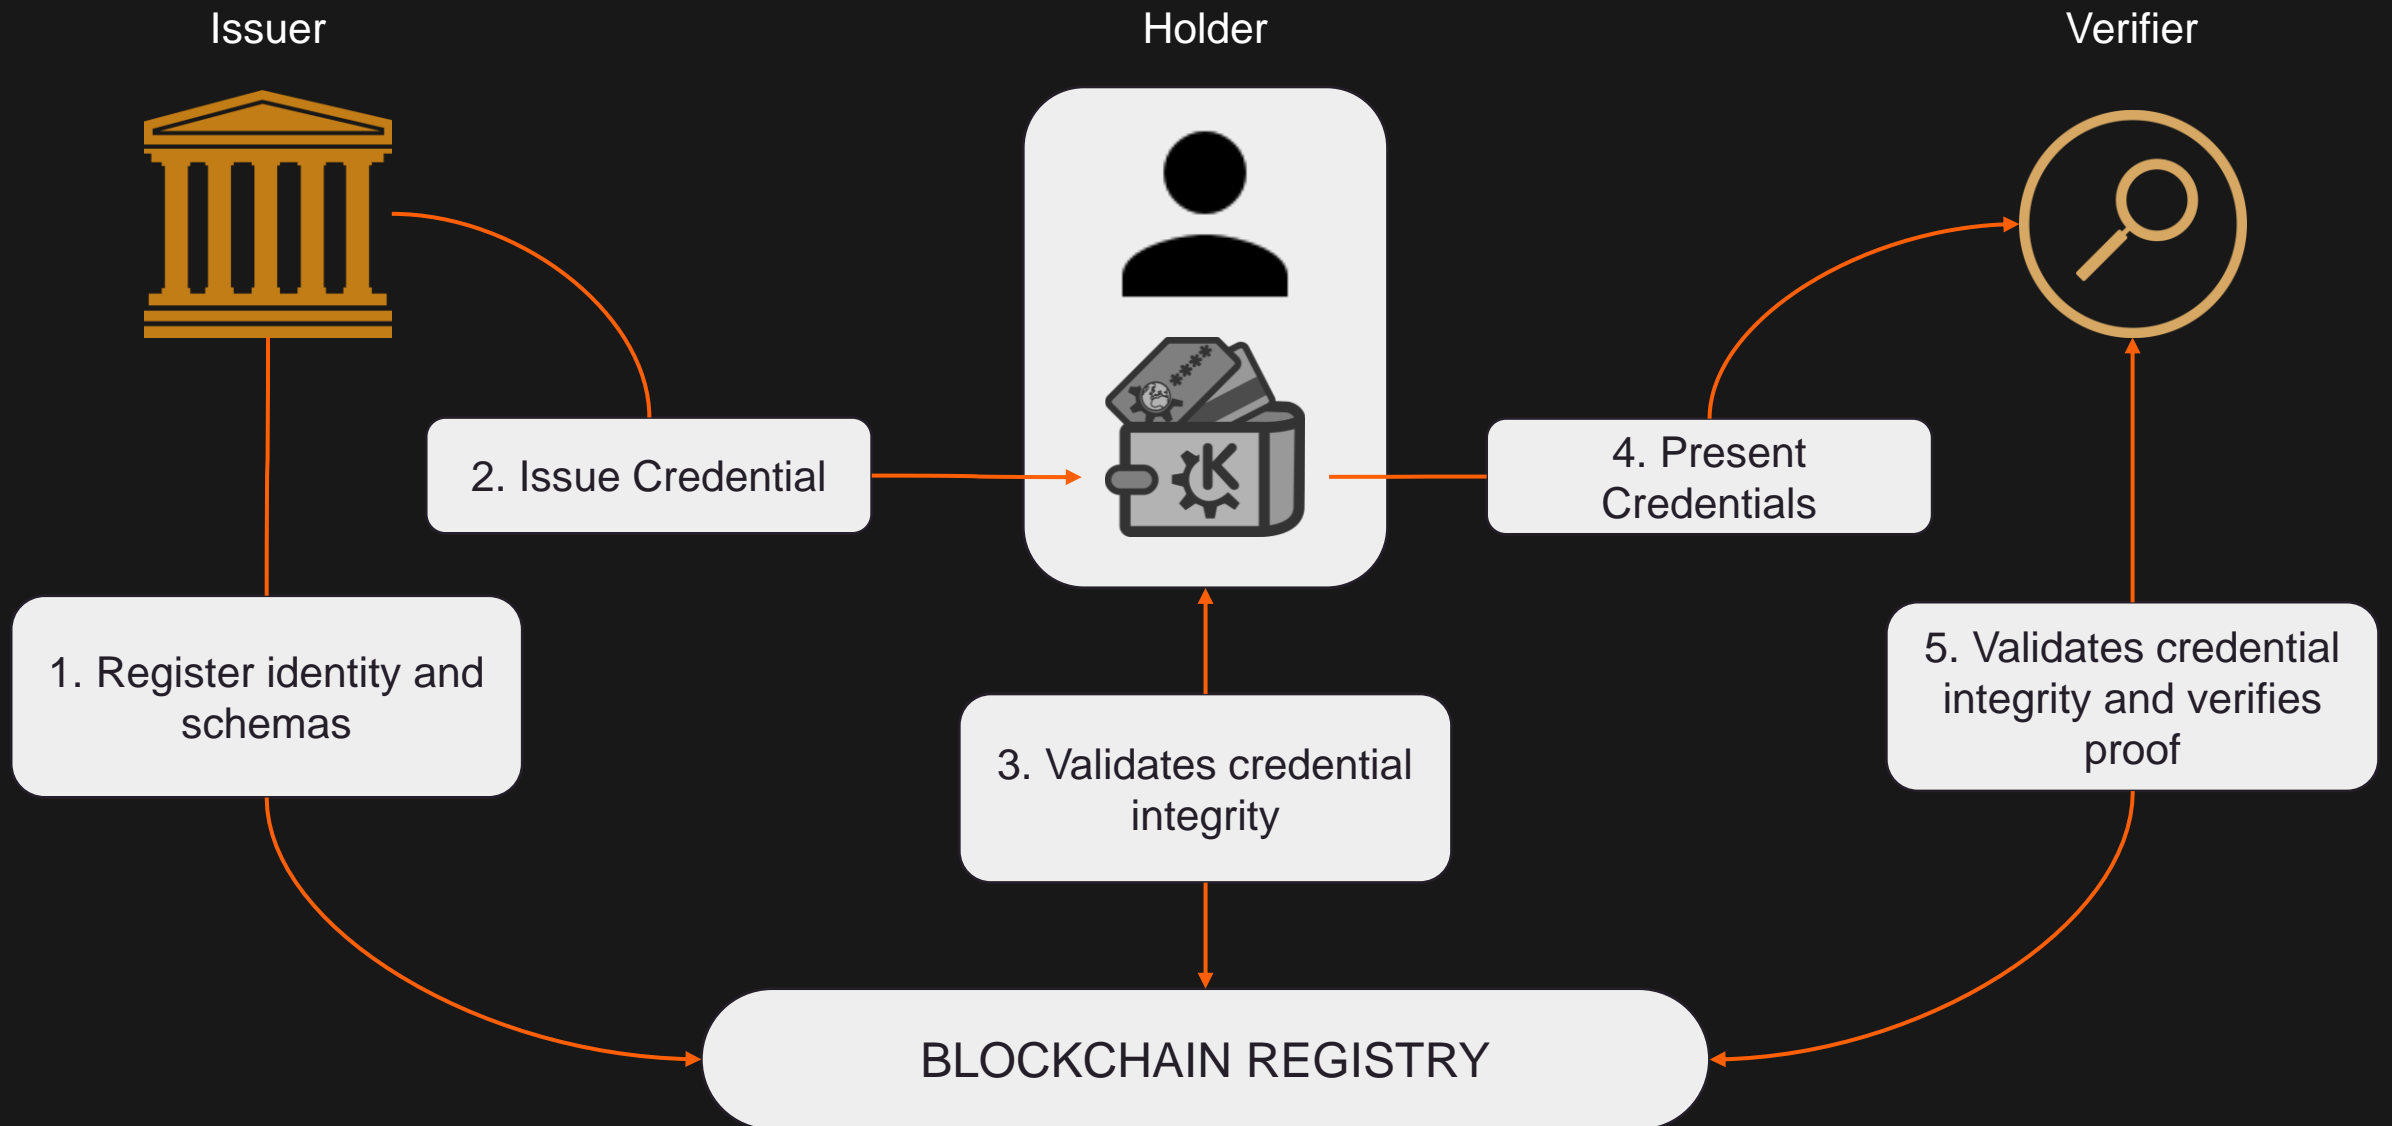 Issuer
Holder
Verifier
2. Issue Credential
4. Present
Credentials
1. Register identity and
schemas
3. Validates credential
integrity
5. Validates credential
integrity and verifies
proof
BLOCKCHAIN REGISTRY